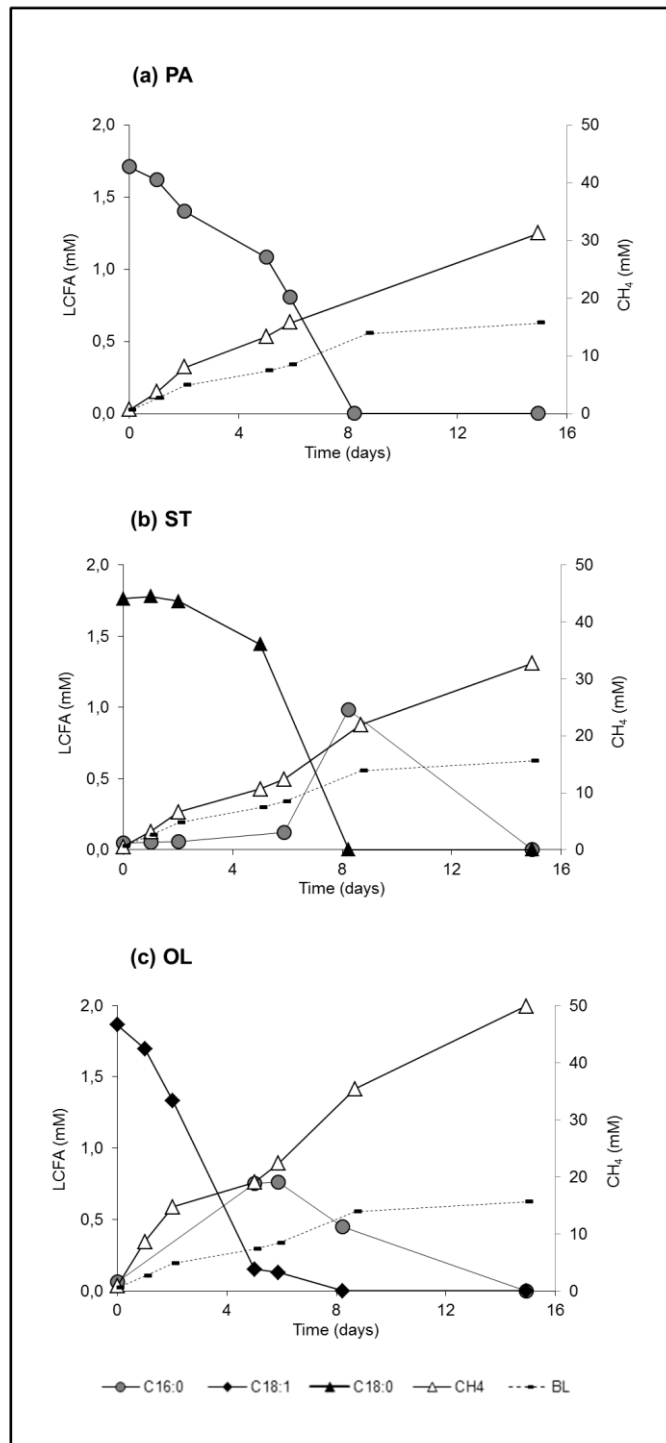 (a) PA
2,0
1,5
1,0
0,5
0,0
LCFA (mM)
50
40
30
20
10
0
CH₄ (mM)
0 4 8 12 16
Time (days)
(b) ST
2,0
1,5
1,0
0,5
0,0
LCFA (mM)
50
40
30
20
10
0
CH₄ (mM)
0 4 8 12 16
Time (days)
(c) OL
2,0
1,5
1,0
0,5
0,0
LCFA (mM)
50
40
30
20
10
0
CH₄ (mM)
0 4 8 12 16
Time (days)
C16:0 C18:1 C18:0 CH4 BL